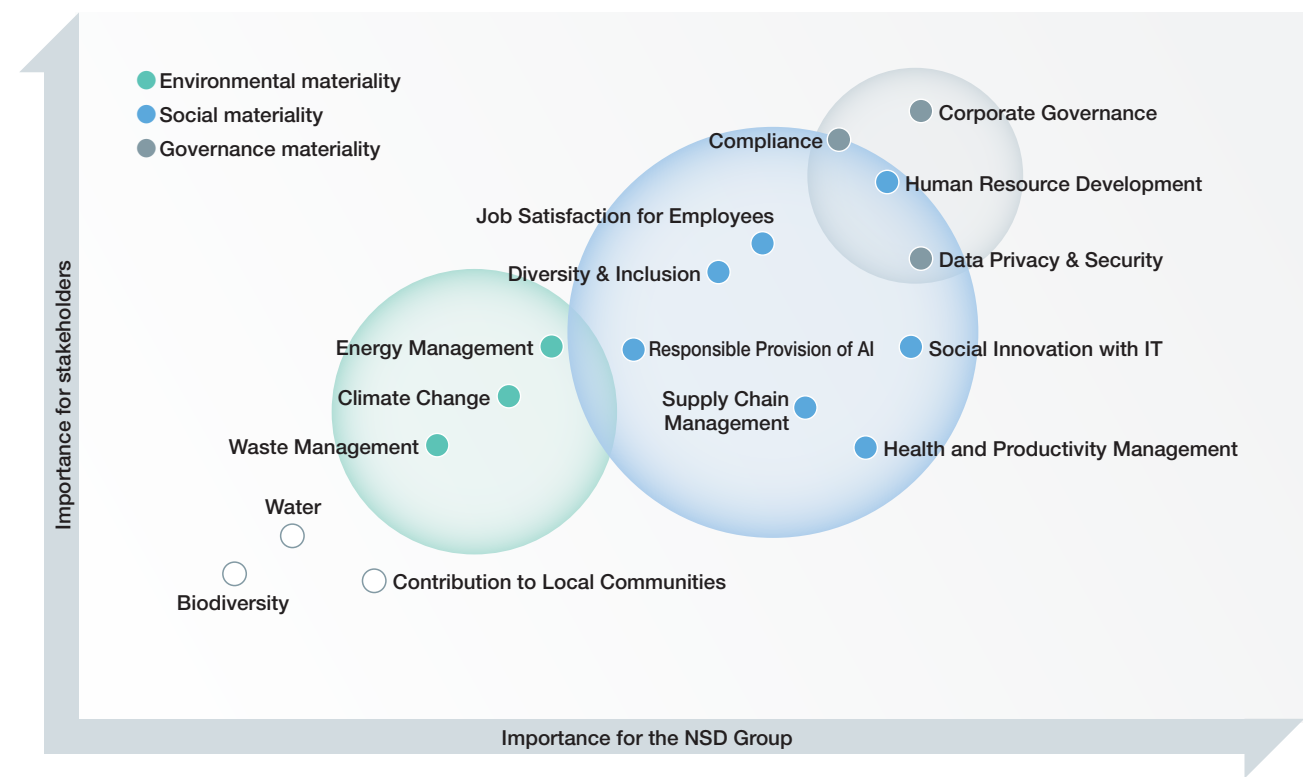 Environmental materiality
Social materiality
Governance materiality
Corporate Governance
Compliance
Human Resource Development
Job Satisfaction for Employees
Data Privacy & Security
Diversity & Inclusion
Energy Management
Responsible Provision of AI
Social Innovation with IT
Climate Change
Supply Chain
Management
Waste Management
Health and Productivity Management
Water
Contribution to Local Communities
Biodiversity
Importance for stakeholders
Importance for the NSD Group